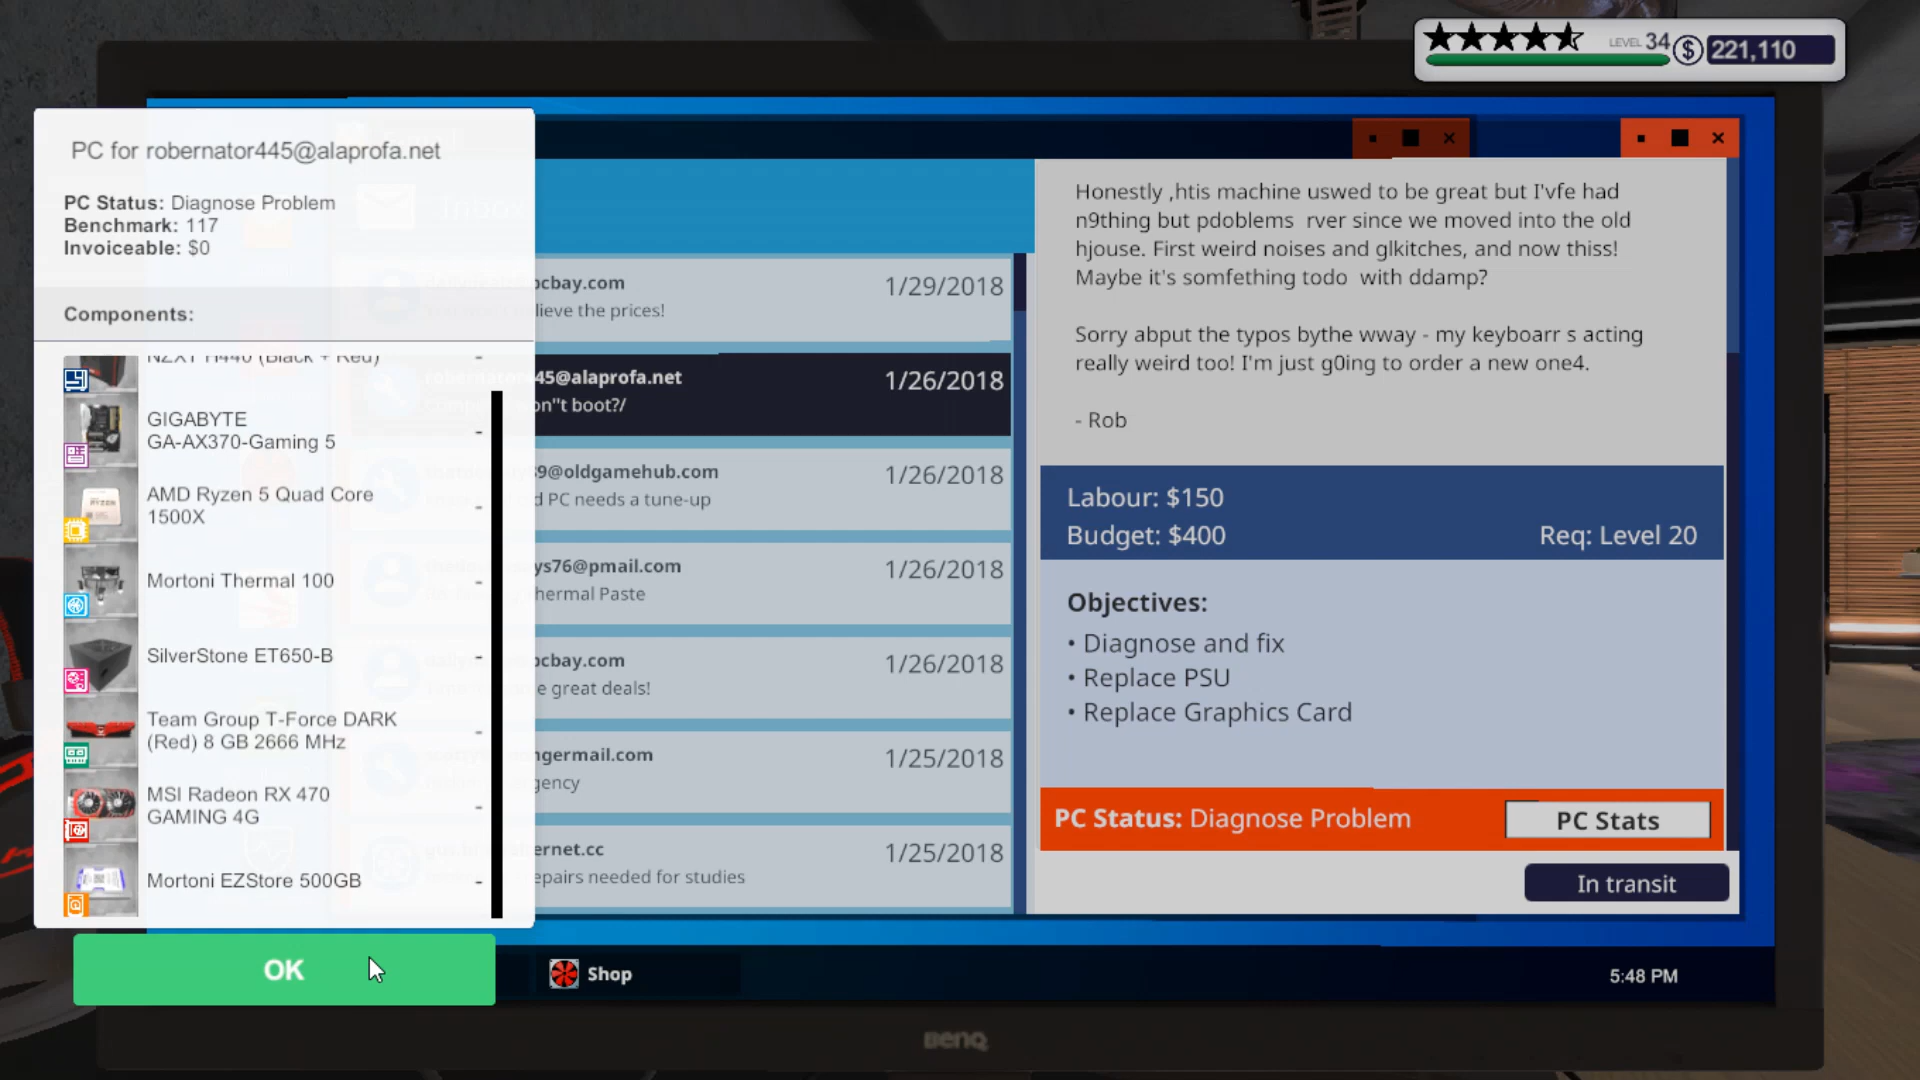 LEVEL 34 $ 221,110
PC for robernator445@alaprofa.net
PC Status: Diagnose Problem
Benchmark: 117
Invoiceable: $0
Components:
NZXT H440 (Black + Red) -
GIGABYTE
GA-AX370-Gaming 5 -
AMD Ryzen 5 Quad Core
1500X -
Mortoni Thermal 100 -
SilverStone ET650-B -
Team Group T-Force DARK
(Red) 8 GB 2666 MHz -
MSI Radeon RX 470
GAMING 4G -
Mortoni EZStore 500GB -
OK
pcbay.com 1/29/2018
lieve the prices!
45@alaprofa.net 1/26/2018
on"t boot?/
9@oldgamehub.com 1/26/2018
d PC needs a tune-up
ys76@pmail.com 1/26/2018
hermal Paste
pcbay.com 1/26/2018
e great deals!
ngermail.com 1/25/2018
gency
ernet.cc 1/25/2018
epairs needed for studies
Honestly ,htis machine uswed to be great but I'vfe had
n9thing but pdoblems  rver since we moved into the old
hjouse. First weird noises and glkitches, and now thiss!
Maybe it's somfething todo  with ddamp?
Sorry abput the typos bythe wway - my keyboarr s acting
really weird too! I'm just g0ing to order a new one4.
- Rob
Labour: $150
Budget: $400 Req: Level 20
Objectives:
• Diagnose and fix
• Replace PSU
• Replace Graphics Card
PC Status: Diagnose Problem PC Stats
In transit
Shop
5:48 PM
BenQ